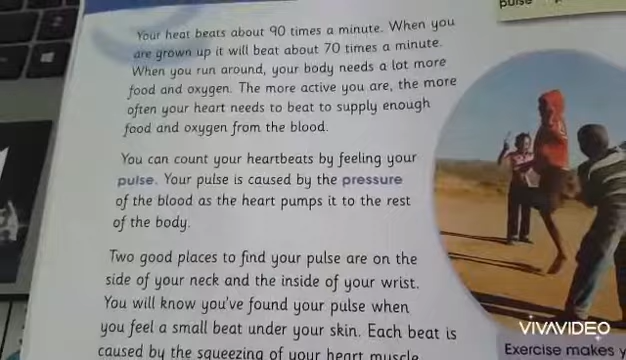 pulse
Your heat beats about 90 times a minute. When you
are grown up it will beat about 70 times a minute.
When you run around, your body needs a lot more
food and oxygen. The more active you are, the more
often your heart needs to beat to supply enough
food and oxygen from the blood.
You can count your heartbeats by feeling your
pulse. Your pulse is caused by the pressure
of the blood as the heart pumps it to the rest
of the body.
Two good places to find your pulse are on the
side of your neck and the inside of your wrist.
You will know you've found your pulse when
you feel a small beat under your skin. Each beat is
caused by the squeezing of your heart muscle
VIVAVIDEO
Exercise makes